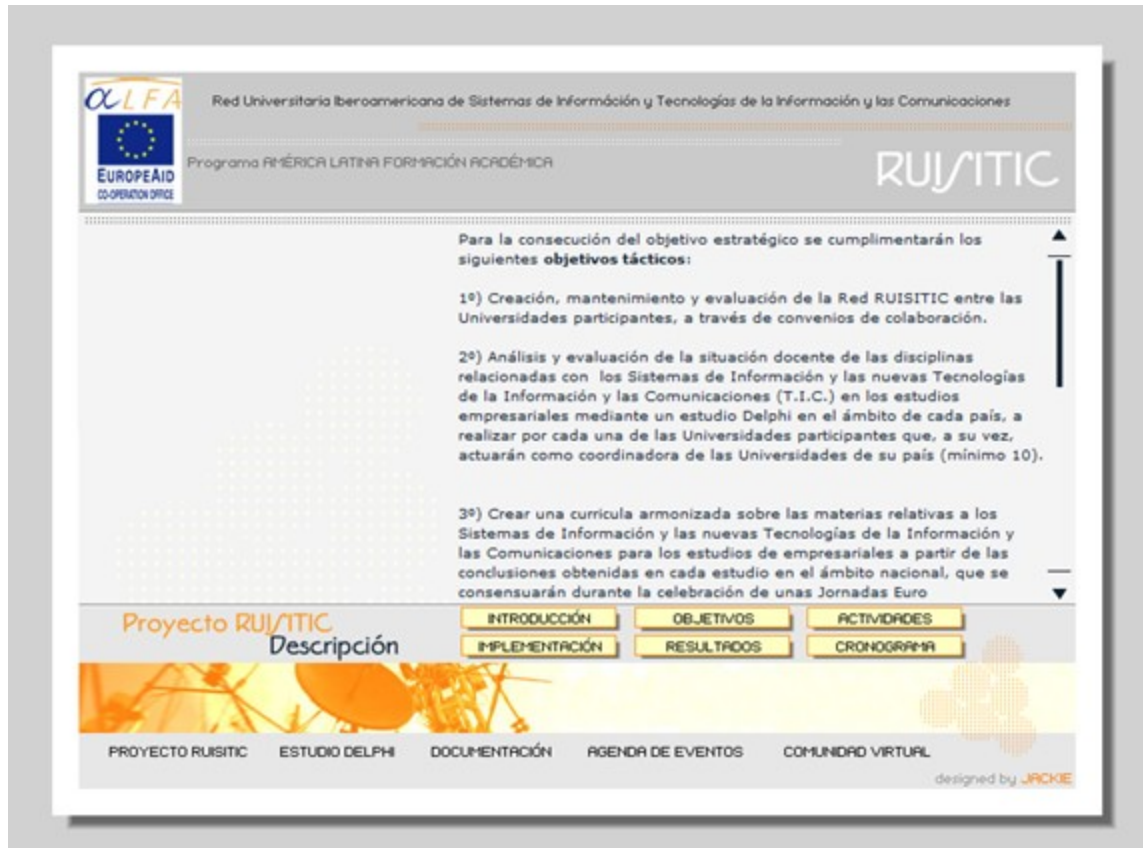 αLFA
Red Universitaria Iberoamericana de Sistemas de Informóción y Tecnologías de la Información y las Comunicaciones
Programa AMÉRICA LATINA FORMACIÓN ACADÉMICA
RUISITIC
EUROPEAID
CO-OPERATION OFFICE
Para la consecución del objetivo estratégico se cumplimentarán los
siguientes objetivos tácticos:
1º) Creación, mantenimiento y evaluación de la Red RUISITIC entre las
Universidades participantes, a través de convenios de colaboración.
2º) Análisis y evaluación de la situación docente de las disciplinas
relacionadas con los Sistemas de Información y las nuevas Tecnologías
de la Información y las Comunicaciones (T.I.C.) en los estudios
empresariales mediante un estudio Delphi en el ámbito de cada país, a
realizar por cada una de las Universidades participantes que, a su vez,
actuarán como coordinadora de las Universidades de su país (mínimo 10).
3º) Crear una curricula armonizada sobre las materias relativas a los
Sistemas de Información y las nuevas Tecnologías de la Información y
las Comunicaciones para los estudios de empresariales a partir de las
conclusiones obtenidas en cada estudio en el ámbito nacional, que se
consensuarán durante la celebración de unas Jornadas Euro
Proyecto RUISITIC
Descripción
INTRODUCCIÓN OBJETIVOS ACTIVIDADES
IMPLEMENTACIÓN RESULTADOS CRONOGRAMA
PROYECTO RUISITIC ESTUDIO DELPHI DOCUMENTACIÓN AGENDA DE EVENTOS COMUNIDAD VIRTUAL
designed by JACKIE